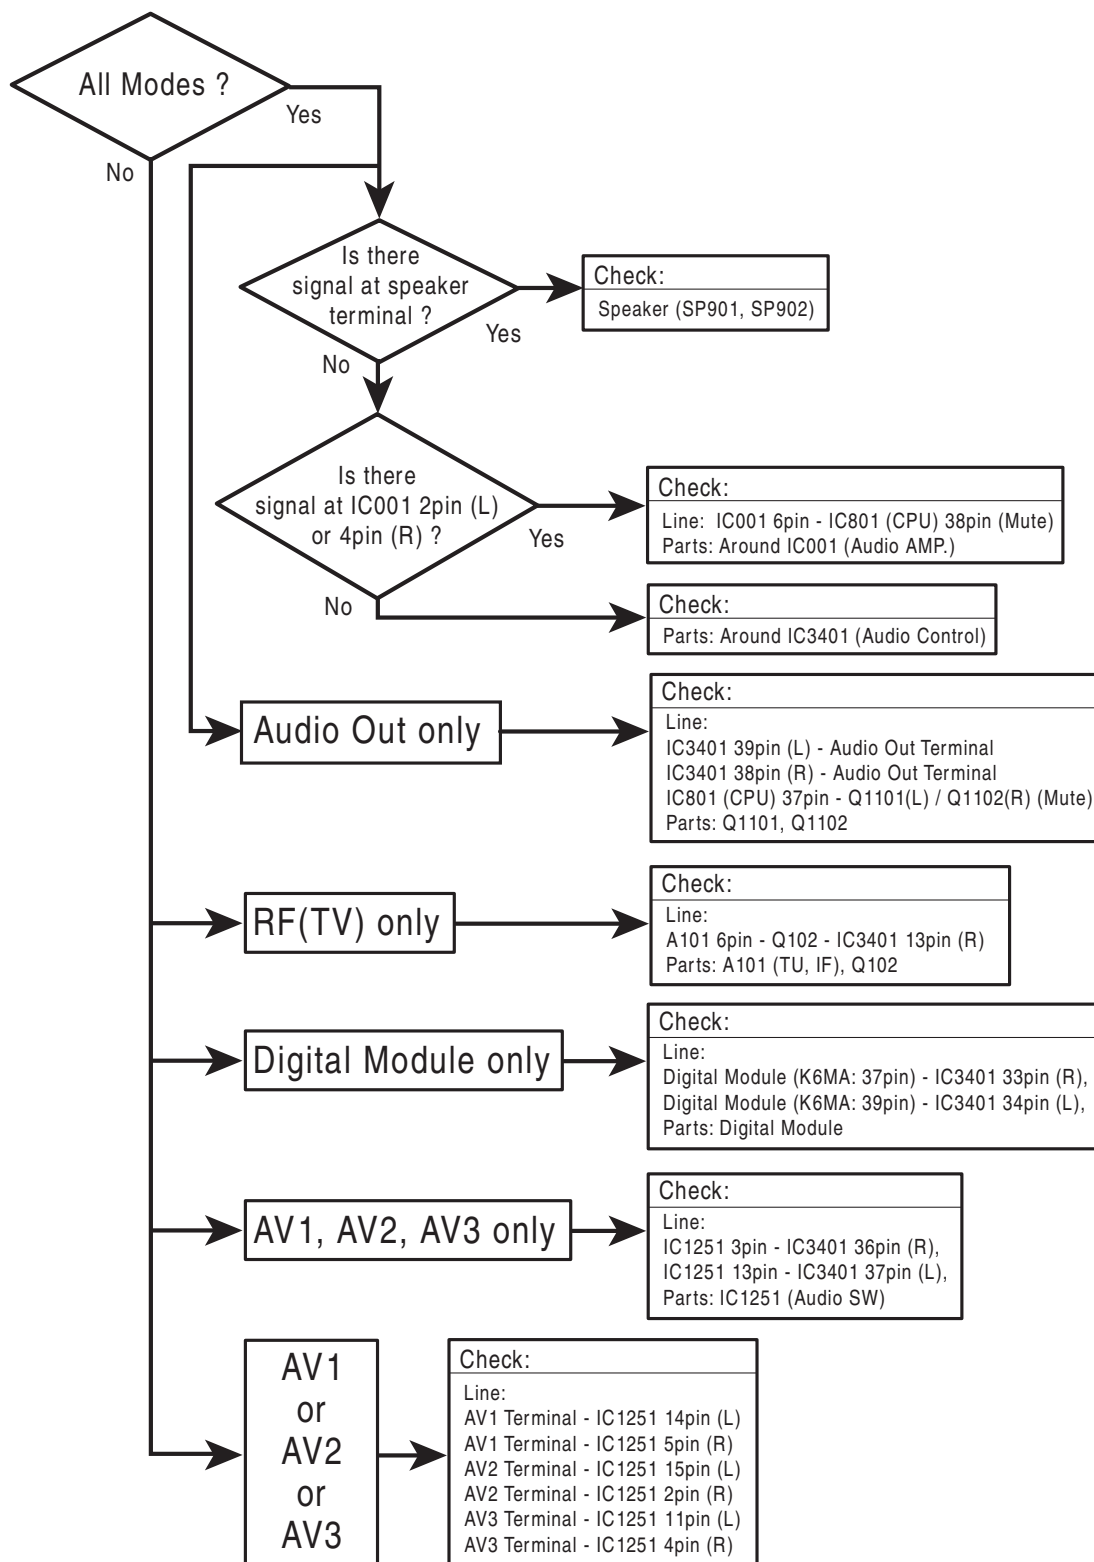 All Modes ?
Yes
No
Is there
signal at speaker
terminal ?
Yes
No
Check:
Speaker (SP901, SP902)
Is there
signal at IC001 2pin (L)
or 4pin (R) ?
Yes
No
Check:
Line:  IC001 6pin - IC801 (CPU) 38pin (Mute)
Parts: Around IC001 (Audio AMP.)
Check:
Parts: Around IC3401 (Audio Control)
Audio Out only
Check:
Line:
IC3401 39pin (L) - Audio Out Terminal
IC3401 38pin (R) - Audio Out Terminal
IC801 (CPU) 37pin - Q1101(L) / Q1102(R) (Mute)
Parts: Q1101, Q1102
RF(TV) only
Check:
Line:
A101 6pin - Q102 - IC3401 13pin (R)
Parts: A101 (TU, IF), Q102
Digital Module only
Check:
Line:
Digital Module (K6MA: 37pin) - IC3401 33pin (R),
Digital Module (K6MA: 39pin) - IC3401 34pin (L),
Parts: Digital Module
AV1, AV2, AV3 only
Check:
Line:
IC1251 3pin - IC3401 36pin (R),
IC1251 13pin - IC3401 37pin (L),
Parts: IC1251 (Audio SW)
AV1
or
AV2
or
AV3
Check:
Line:
AV1 Terminal - IC1251 14pin (L)
AV1 Terminal - IC1251 5pin (R)
AV2 Terminal - IC1251 15pin (L)
AV2 Terminal - IC1251 2pin (R)
AV3 Terminal - IC1251 11pin (L)
AV3 Terminal - IC1251 4pin (R)